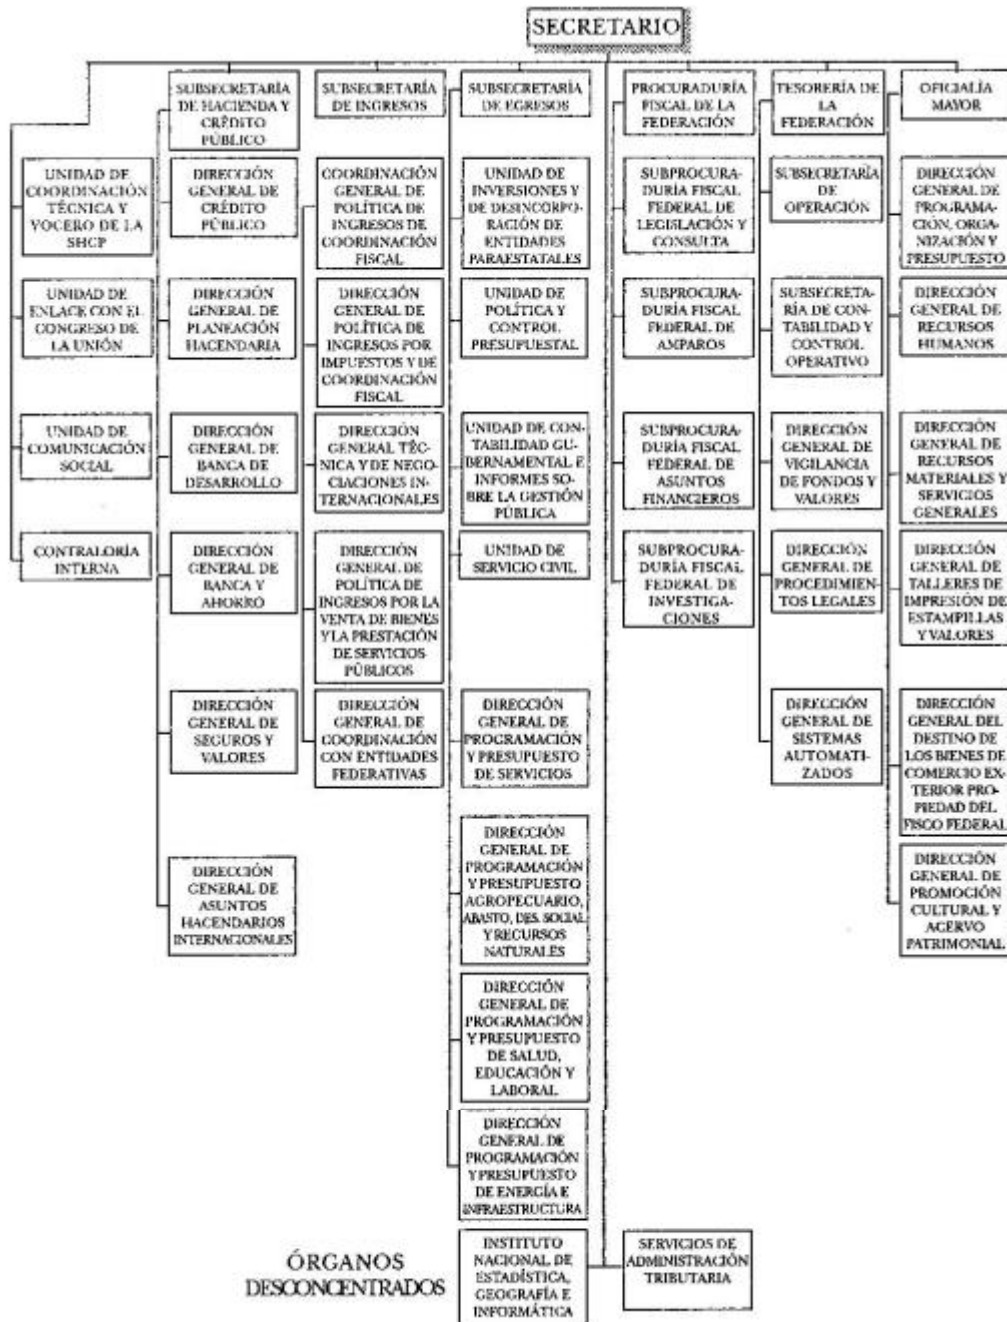 SECRETARIO
SUBSECRETARÍA
DE HACIENDA Y
CRÉDITO
PÚBLICO
SUBSECRETARÍA
DE INGRESOS
SUBSECRETARÍA
DE EGRESOS
PROCURADURÍA
FISCAL DE LA
FEDERACIÓN
TESORERÍA DE
LA
FEDERACIÓN
OFICIALÍA
MAYOR
UNIDAD DE
COORDINACIÓN
TÉCNICA Y
VOCERO DE LA
SHCP
DIRECCIÓN
GENERAL DE
CRÉDITO
PÚBLICO
COORDINACIÓN
GENERAL DE
POLÍTICA DE
INGRESOS DE
COORDINACIÓN
FISCAL
UNIDAD DE
INVERSIONES Y
DE DESINCORPO-
RACIÓN DE
ENTIDADES
PARAESTATALES
SUBPROCURA-
DURÍA FISCAL
FEDERAL DE
LEGISLACIÓN Y
CONSULTA
SUBSECRETARÍA
DE
OPERACIÓN
DIRECCIÓN
GENERAL DE
PROGRAMA-
CIÓN, ORGA-
NIZACIÓN Y
PRESUPUESTO
UNIDAD DE
ENLACE CON EL
CONGRESO DE
LA UNIÓN
DIRECCIÓN
GENERAL DE
PLANEACIÓN
HACENDARIA
DIRECCIÓN
GENERAL DE
POLÍTICA DE
INGRESOS POR
IMPUESTOS Y DE
COORDINACIÓN
FISCAL
UNIDAD DE
POLÍTICA Y
CONTROL
PRESUPUESTAL
SUBPROCURA-
DURÍA FISCAL
FEDERAL DE
AMPAROS
SUBSECRETA-
RÍA DE CON-
TABILIDAD Y
CONTROL
OPERATIVO
DIRECCIÓN
GENERAL DE
RECURSOS
HUMANOS
UNIDAD DE
COMUNICACIÓN
SOCIAL
DIRECCIÓN
GENERAL DE
BANCA DE
DESARROLLO
DIRECCIÓN
GENERAL TÉC-
NICA Y DE NEGO-
CIACIONES IN-
TERNACIONALES
UNIDAD DE CON-
TABILIDAD GU-
BERNAMENTAL E
INFORMES SO-
BRE LA GESTIÓN
PÚBLICA
SUBPROCURA-
DURÍA FISCAL
FEDERAL DE
ASUNTOS
FINANCIEROS
DIRECCIÓN
GENERAL DE
VIGILANCIA
DE FONDOS Y
VALORES
DIRECCIÓN
GENERAL DE
RECURSOS
MATERIALES Y
SERVICIOS
GENERALES
CONTRALORÍA
INTERNA
DIRECCIÓN
GENERAL DE
BANCA Y
AHORRO
DIRECCIÓN
GENERAL DE
POLÍTICA DE
INGRESOS POR LA
VENTA DE BIENES
Y LA PRESTACIÓN
DE SERVICIOS
PÚBLICOS
UNIDAD DE
SERVICIO CIVIL
SUBPROCURA-
DURÍA FISCAL
FEDERAL DE
INVESTIGA-
CIONES
DIRECCIÓN
GENERAL DE
PROCEDIMIEN-
TOS LEGALES
DIRECCIÓN
GENERAL DE
TALLERES DE
IMPRESIÓN DE
ESTAMPILLAS
Y VALORES
DIRECCIÓN
GENERAL DE
SEGUROS Y
VALORES
DIRECCIÓN
GENERAL DE
COORDINACIÓN
CON ENTIDADES
FEDERATIVAS
DIRECCIÓN
GENERAL DE
PROGRAMACIÓN
Y PRESUPUESTO
DE SERVICIOS
DIRECCIÓN
GENERAL DE
SISTEMAS
AUTOMATI-
ZADOS
DIRECCIÓN
GENERAL DEL
DESTINO DE
LOS BIENES DE
COMERCIO EX-
TERIOR PRO-
PIEDAD DEL
FISCO FEDERAL
DIRECCIÓN
GENERAL DE
ASUNTOS
HACENDARIOS
INTERNACIONALES
DIRECCIÓN
GENERAL DE
PROGRAMACIÓN
Y PRESUPUESTO
AGROPECUARIO,
ABASTO, DES. SOCIAL
Y RECURSOS
NATURALES
DIRECCIÓN
GENERAL DE
PROMOCIÓN
CULTURAL Y
ACERVO
PATRIMONIAL
DIRECCIÓN
GENERAL DE
PROGRAMACIÓN
Y PRESUPUESTO
DE SALUD,
EDUCACIÓN Y
LABORAL
DIRECCIÓN
GENERAL DE
PROGRAMACIÓN
Y PRESUPUESTO
DE ENERGÍA E
INFRAESTRUCTURA
ÓRGANOS
DESCONCENTRADOS
INSTITUTO
NACIONAL DE
ESTADÍSTICA,
GEOGRAFÍA E
INFORMÁTICA
SERVICIOS DE
ADMINISTRACIÓN
TRIBUTARIA